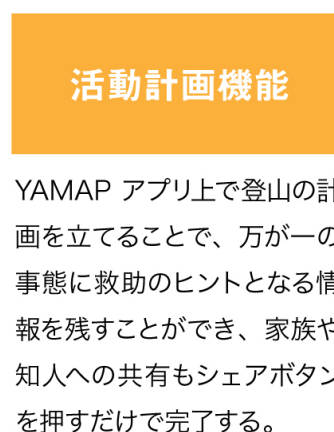 活動計画機能
YAMAP アプリ上で登山の計
画を立てることで、万が一の
事態に救助のヒントとなる情
報を残すことができ、家族や
知人への共有もシェアボタン
を押すだけで完了する。